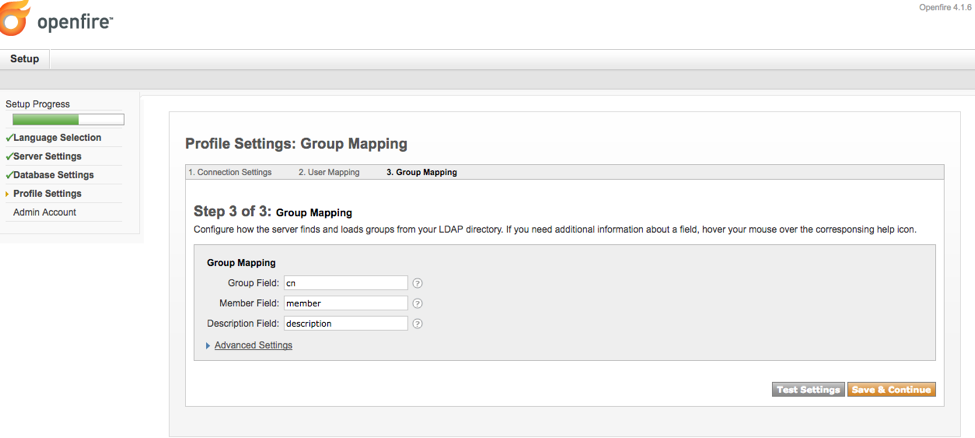 Openfire 4.1.6
openfire™
Setup
Setup Progress
Language Selection
Server Settings
Database Settings
Profile Settings
Admin Account
Profile Settings: Group Mapping
1. Connection Settings 2. User Mapping 3. Group Mapping
Step 3 of 3: Group Mapping
Configure how the server finds and loads groups from your LDAP directory. If you need additional information about a field, hover your mouse over the corresponsing help icon.
Group Mapping
Group Field: cn ?
Member Field: member ?
Description Field: description ?
Advanced Settings
Test Settings Save & Continue